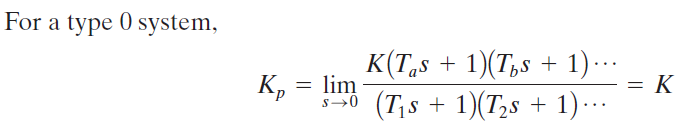 For a type 0 system,
K_p = lim_{s→0} K(T_a s + 1)(T_b s + 1)⋯ / (T_1 s + 1)(T_2 s + 1)⋯ = K